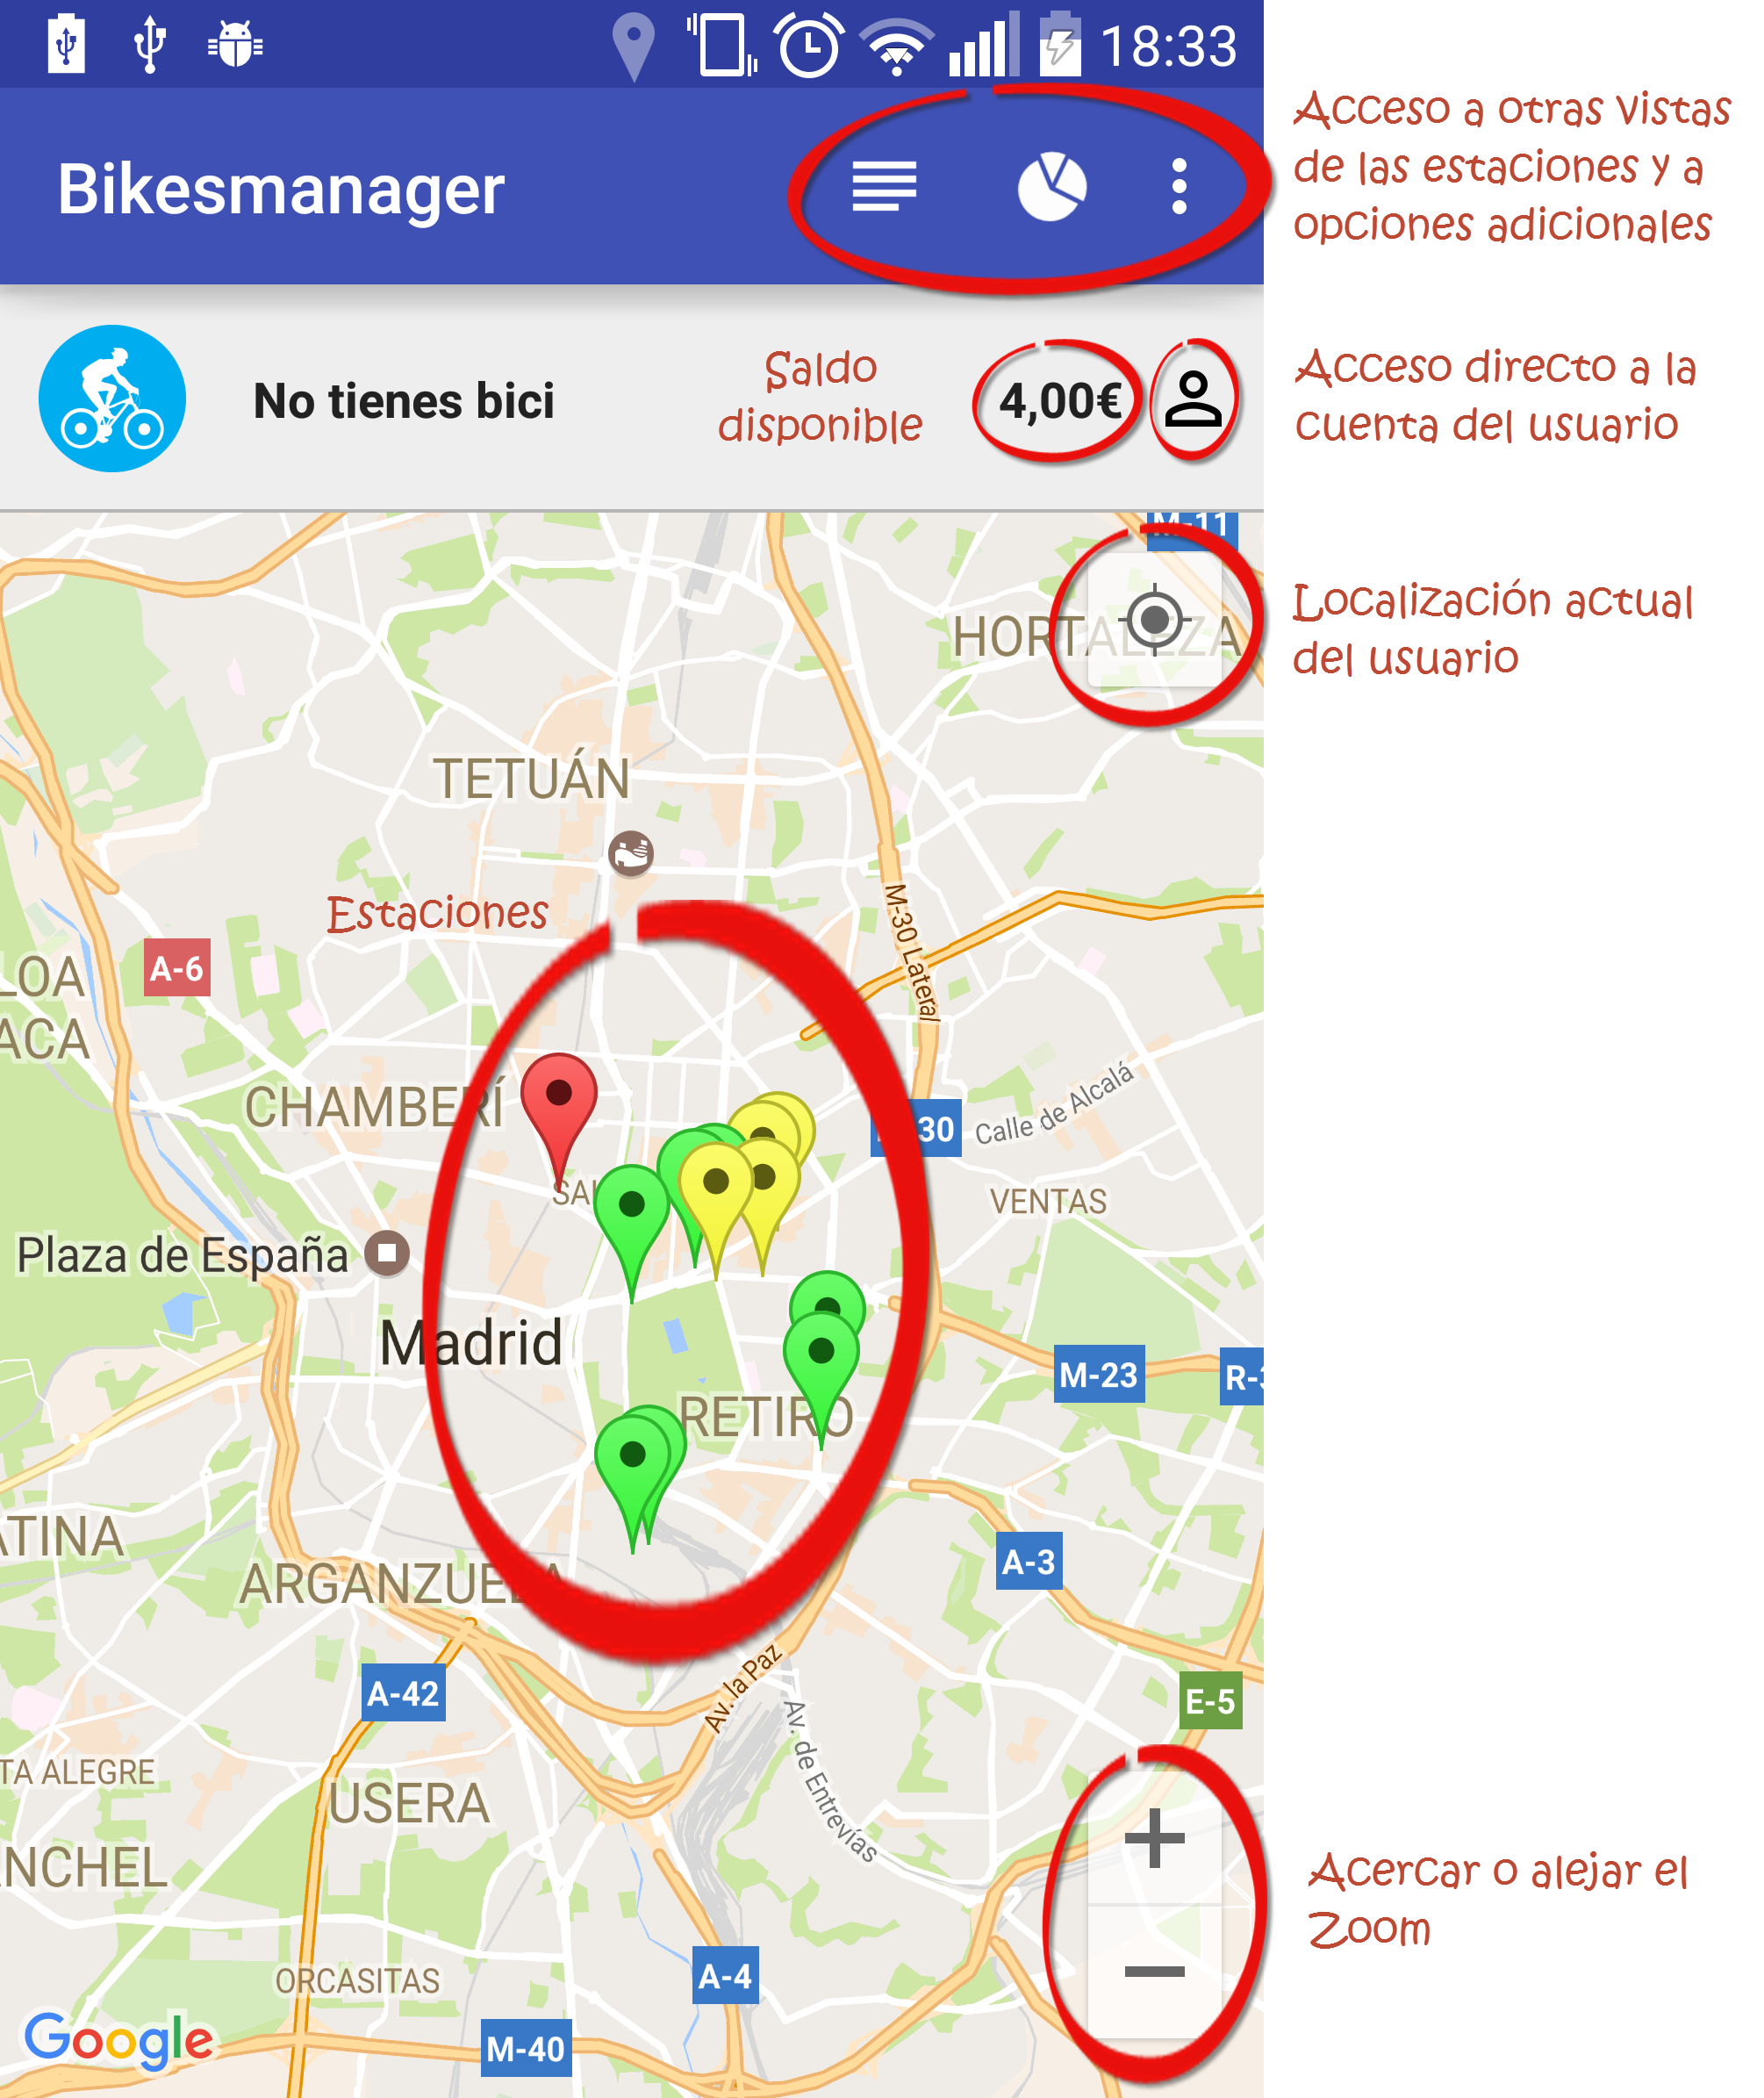 18:33
Acceso a otras vistas
de las estaciones y a
opciones adicionales
Bikesmanager
No tienes bici
Saldo
disponible
4,00€
Acceso directo a la
cuenta del usuario
M-11
HORTALEZA
Localización actual
del usuario
TETUÁN
Estaciones
M-30 Lateral
A-6
LOA
ACA
CHAMBERÍ
30
Calle de Alcalá
SAL
VENTAS
Plaza de España
Madrid
M-23
R-3
RETIRO
ATINA
A-3
ARGANZUELA
A-42
Av. la Paz
E-5
Av. de Entrevías
TA ALEGRE
USERA
NCHEL
Acercar o alejar el
Zoom
ORCASITAS
A-4
Google
M-40